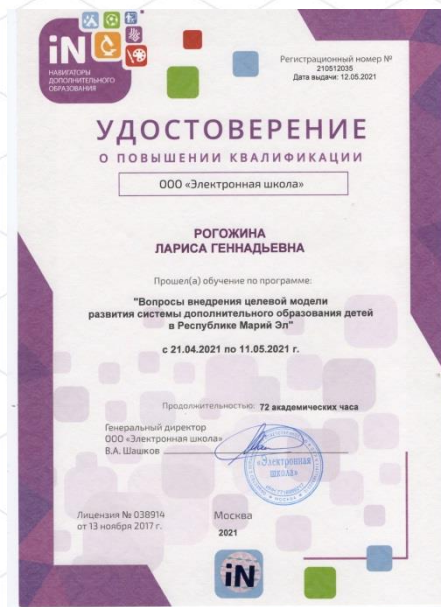 iN
НАВИГАТОРЫ
ДОПОЛНИТЕЛЬНОГО
ОБРАЗОВАНИЯ
Регистрационный номер №
210512035
Дата выдачи: 12.05.2021
УДОСТОВЕРЕНИЕ
О ПОВЫШЕНИИ КВАЛИФИКАЦИИ
ООО «Электронная школа»
РОГОЖИНА
ЛАРИСА ГЕННАДЬЕВНА
Прошел(а) обучение по программе:
"Вопросы внедрения целевой модели
развития системы дополнительного образования детей
в Республике Марий Эл"
с 21.04.2021 по 11.05.2021 г.
Продолжительностью: 72 академических часа
Генеральный директор
ООО «Электронная школа»
В.А. Шашков
«Электронная
школа»
Лицензия № 038914
от 13 ноября 2017 г.
Москва
2021
iN